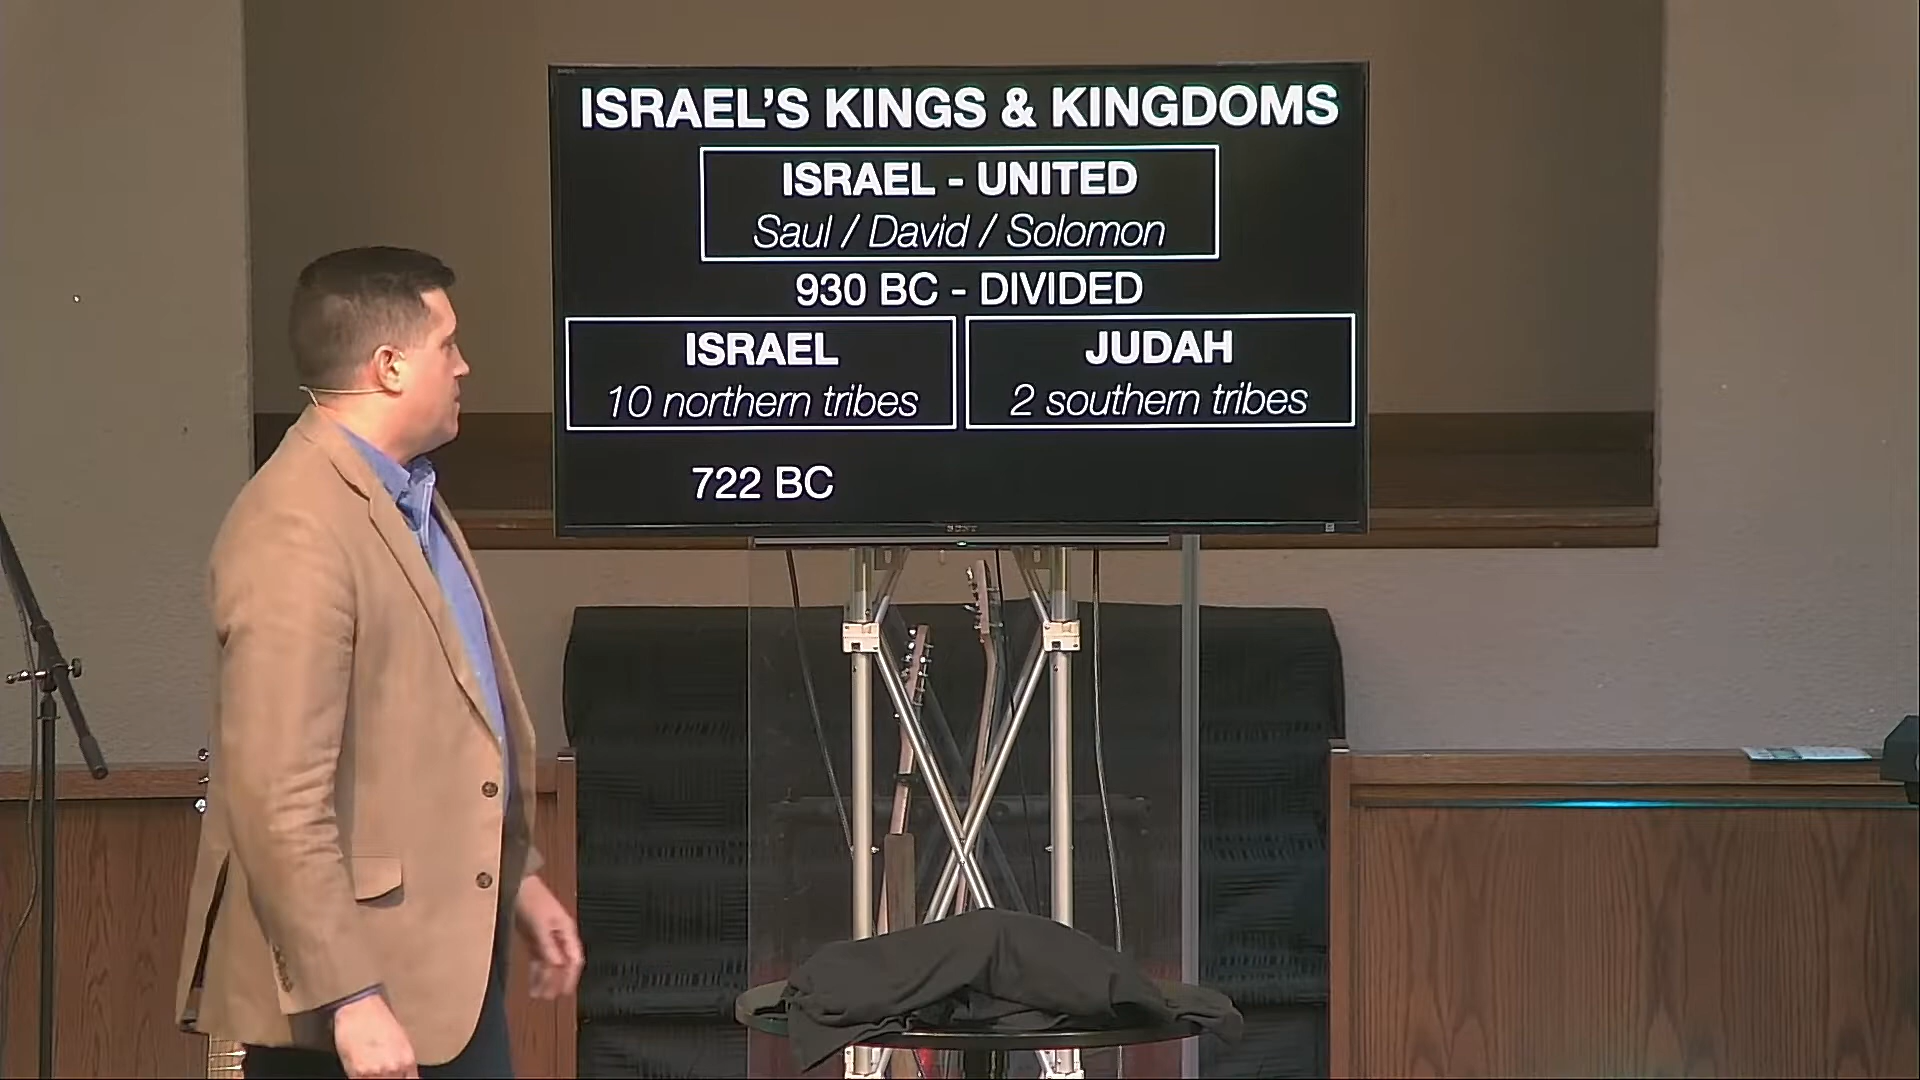 ISRAEL'S KINGS & KINGDOMS
ISRAEL - UNITED
Saul / David / Solomon
930 BC - DIVIDED
ISRAEL
10 northern tribes
JUDAH
2 southern tribes
722 BC
SONY